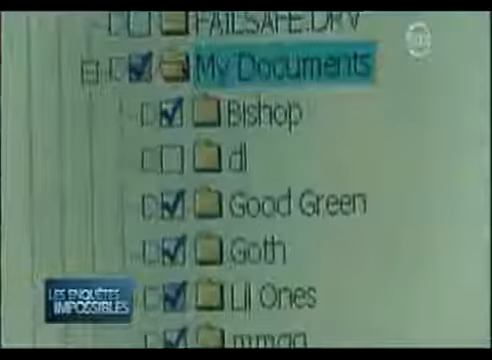 FAILSAFE.DRV
My Documents
Bishop
dl
Good Green
Goth
Lil Ones
LES ENQUÊTES
IMPOSSIBLES